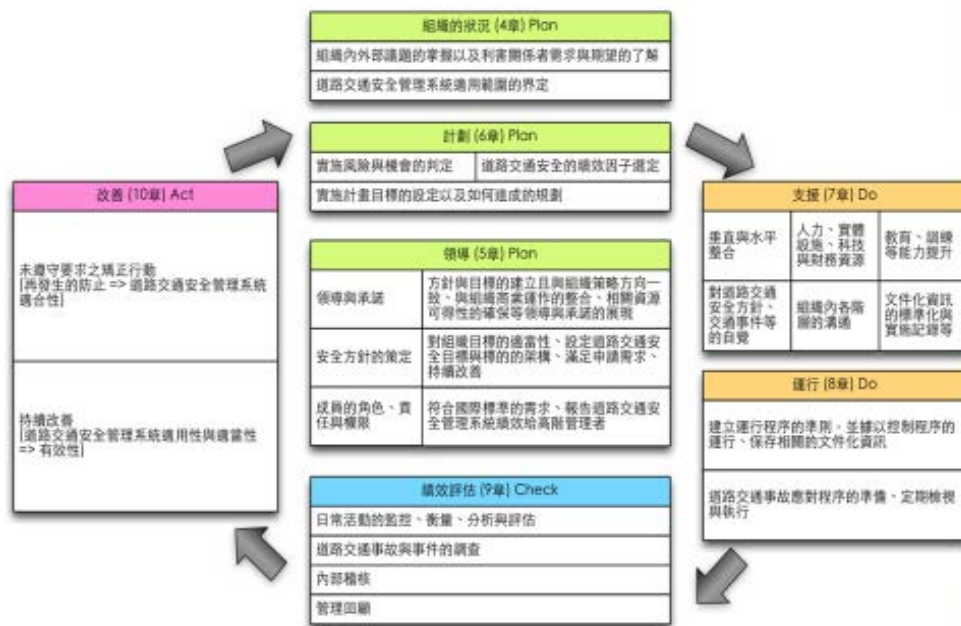 組織的狀況 (4章) Plan
組織內外部議題的掌握以及利害關係者需求與期望的了解
道路交通安全管理系統適用範圍的界定
計劃 (6章) Plan
實施風險與機會的判定
道路交通安全的績效因子選定
實施計畫目標的設定以及如何達成的規劃
領導 (5章) Plan
領導與承諾
方針與目標的建立且與組織策略方向一
致、與組織商業運作的整合、相關資源
可得性的確保等領導與承諾的展現
安全方針的策定
對組織目標的適當性、設定道路交通安
全目標與標的的架構、滿足申請需求、
持續改善
成員的角色、責
任與權限
符合國際標準的需求、報告道路交通安
全管理系統績效給高階管理者
支援 (7章) Do
垂直與水平
整合
人力、實體
設施、科技
與財務資源
教育、訓練
等能力提升
對道路交通
安全方針、
交通事件等
的自覺
組織內各階
層的溝通
文件化資訊
的標準化與
實施記錄等
運行 (8章) Do
建立運行程序的準則，並據以控制程序的
運行、保存相關的文件化資訊
道路交通事故應對程序的準備、定期檢視
與執行
績效評估 (9章) Check
日常活動的監控、衡量、分析與評估
道路交通事故與事件的調查
內部稽核
管理回顧
改善 (10章) Act
未遵守要求之矯正行動
[再發生的防止 => 道路交通安全管理系統
適合性]
持續改善
[道路交通安全管理系統適用性與適當性
=> 有效性]